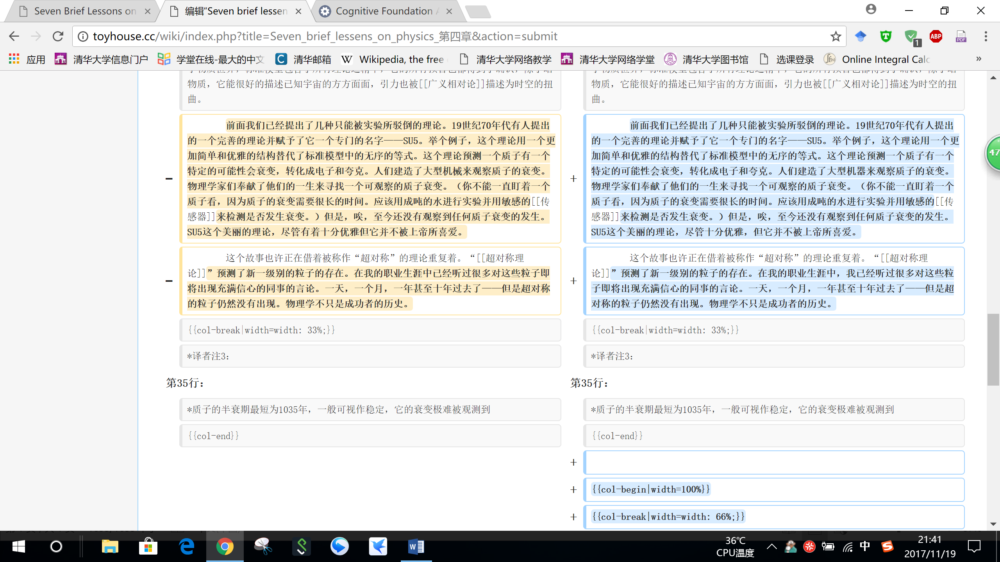 Seven Brief Lessons on
编辑“Seven brief lessen
Cognitive Foundation A
toyhouse.cc/wiki/index.php?title=Seven_brief_lessens_on_physics_第四章&action=submit
ABP
PDF
1
应用
清华大学信息门户
学堂在线-最大的中文
清华邮箱
Wikipedia, the free
清华大学网络教学
清华大学网络学堂
清华大学图书馆
选课登录
Online Integral Calc
»
物质，它能很好的描述已知宇宙的方方面面，引力也被[[广义相对论]]描述为时空的扭
曲。
前面我们已经提出了几种只能被实验所驳倒的理论。19世纪70年代有人提出
的一个完善的理论并赋予了它一个专门的名字——SU5。举个例子，这个理论用一个更
加简单和优雅的结构替代了标准模型中的无序的等式。这个理论预测一个质子有一个
特定的可能性会衰变，转化成电子和夸克。人们建造了大型机械来观察质子的衰变。
物理学家们奉献了他们的一生来寻找一个可观察的质子衰变。（你不能一直盯着一个
质子看，因为质子的衰变需要很长的时间。应该用成吨的水进行实验并用敏感的[[传
感器]]来检测是否发生衰变。）但是，唉，至今还没有观察到任何质子衰变的发生。
SU5这个美丽的理论，尽管有着十分优雅但它并不被上帝所喜爱。
这个故事也许正在借着被称作“超对称”的理论重复着。“[[超对称理
论]]”预测了新一级别的粒子的存在。在我的职业生涯中已经听过很多对这些粒子即
将出现充满信心的同事的言论。一天，一个月，一年甚至十年过去了——但是超对称
的粒子仍然没有出现。物理学不只是成功者的历史。
{{col-break|width=width: 33%;}}
*译者注3：
第35行：
*质子的半衰期最短为1035年，一般可视作稳定，它的衰变极难被观测到
{{col-end}}
物质，它能很好的描述已知宇宙的方方面面，引力也被[[广义相对论]]描述为时空的扭
曲。
前面我们已经提出了几种只能被实验所驳倒的理论。19世纪70年代有人提出
的一个完善的理论并赋予了它一个专门的名字——SU5。举个例子，这个理论用一个更
加简单和优雅的结构替代了标准模型中的无序的等式。这个理论预测一个质子有一个
特定的可能性会衰变，转化成电子和夸克。人们建造了大型机器来观察质子的衰变。
物理学家们奉献了他们的一生来寻找一个可观察的质子衰变。（你不能一直盯着一个
质子看，因为质子的衰变需要很长的时间。应该用成吨的水进行实验并用敏感的[[传
感器]]来检测是否发生衰变。）但是，唉，至今还没有观察到任何质子衰变的发生。
SU5这个美丽的理论，尽管十分优雅，但它并不被上帝所喜爱。
这个故事也许正在借着被称作“超对称”的理论重复着。“[[超对称理
论]]”预测了新一级别的粒子的存在。在我的职业生涯中，我已经听过很多对这些粒
子即将出现充满信心的同事的言论。一天，一个月，一年甚至十年过去了——但是超
对称的粒子仍然没有出现。物理学不只是成功者的历史。
{{col-break|width=width: 33%;}}
*译者注3：
第35行：
*质子的半衰期最短为1035年，一般可视作稳定，它的衰变极难被观测到
{{col-end}}
{{col-begin|width=100%}}
{{col-break|width=width: 66%;}}
47
36℃
CPU温度
中
21:41
2017/11/19